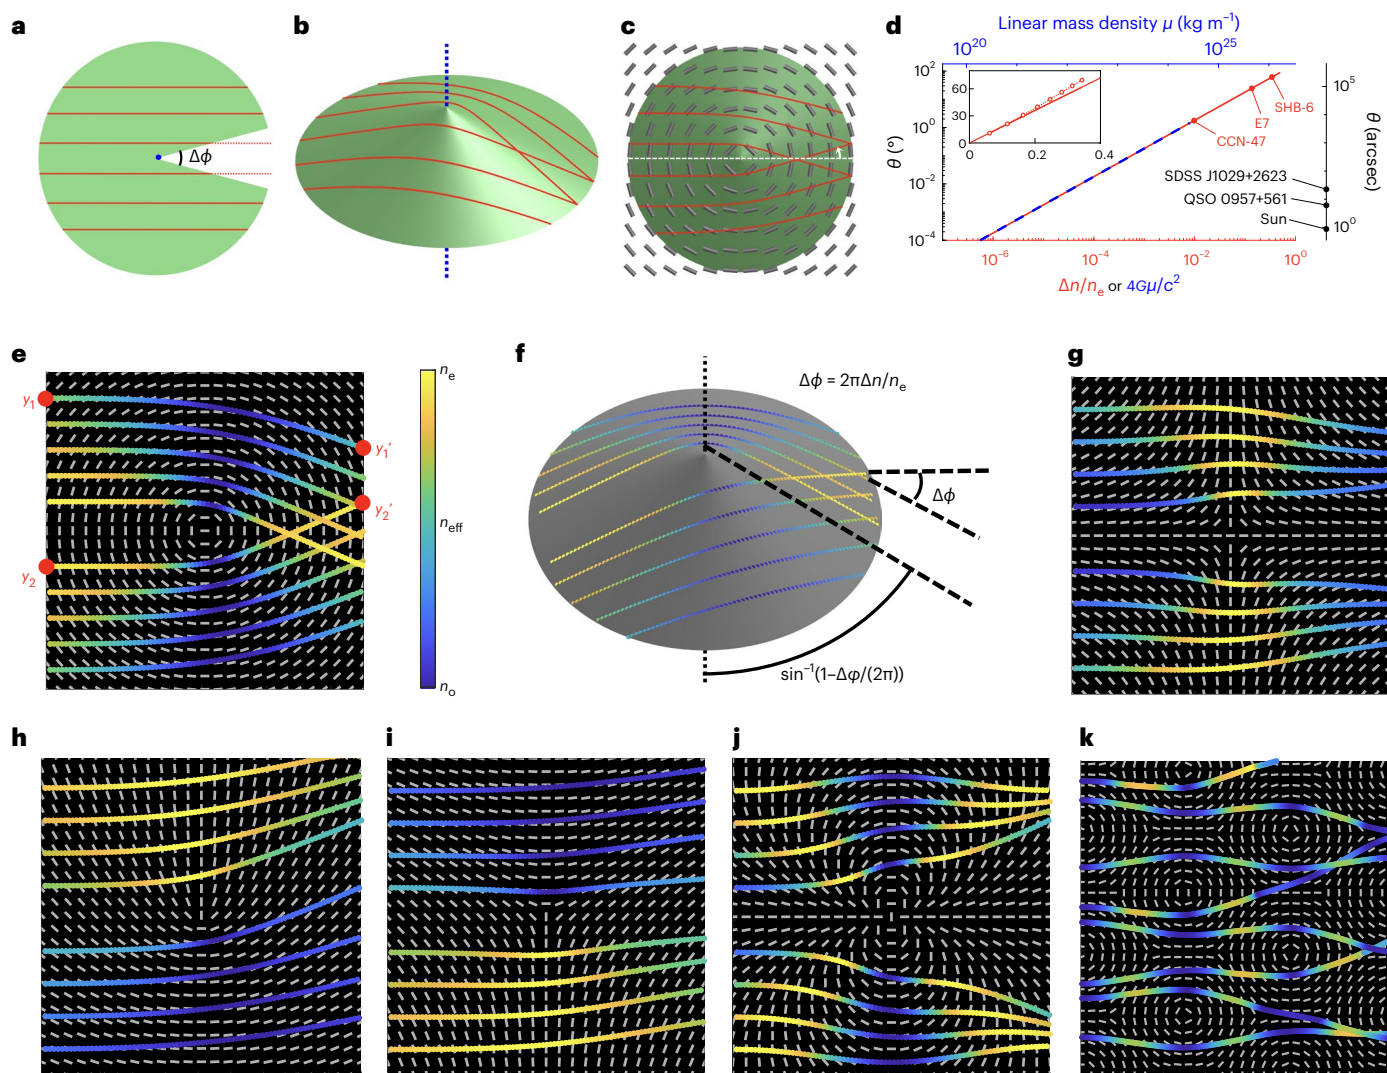 a
Δϕ
b
c
d
Linear mass density μ (kg m⁻¹)
10²⁰
10²⁵
10²
10⁰
10⁻²
10⁻⁴
θ (°)
60
30
0
0
0.2
0.4
SHB-6
E7
CCN-47
SDSS J1029+2623
QSO 0957+561
Sun
10⁵
10⁰
θ (arcsec)
10⁻⁶
10⁻⁴
10⁻²
10⁰
Δn/nₑ or 4Gμ/c²
e
y₁
y₂
y₁′
y₂′
nₑ
n_eff
nₒ
f
Δϕ = 2πΔn/nₑ
Δϕ
sin⁻¹(1–Δφ/(2π))
g
h
i
j
k